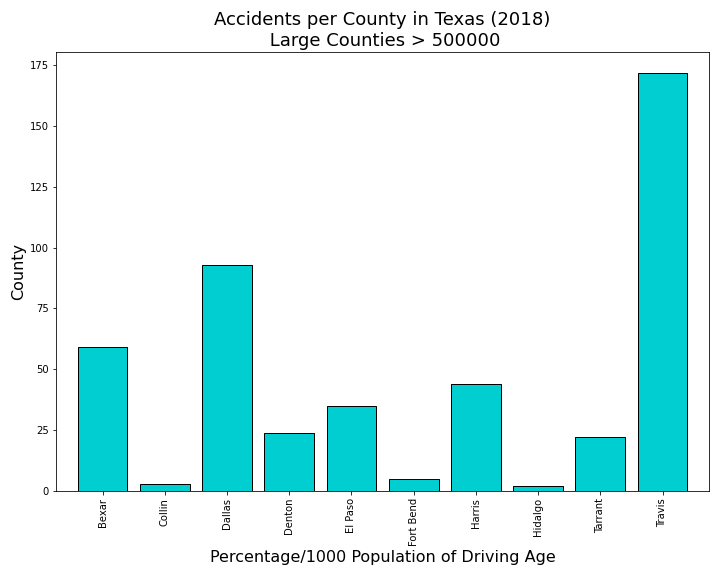 Accidents per County in Texas (2018)
Large Counties > 500000
County
175
150
125
100
75
50
25
0
Bexar
Collin
Dallas
Denton
El Paso
Fort Bend
Harris
Hidalgo
Tarrant
Travis
Percentage/1000 Population of Driving Age